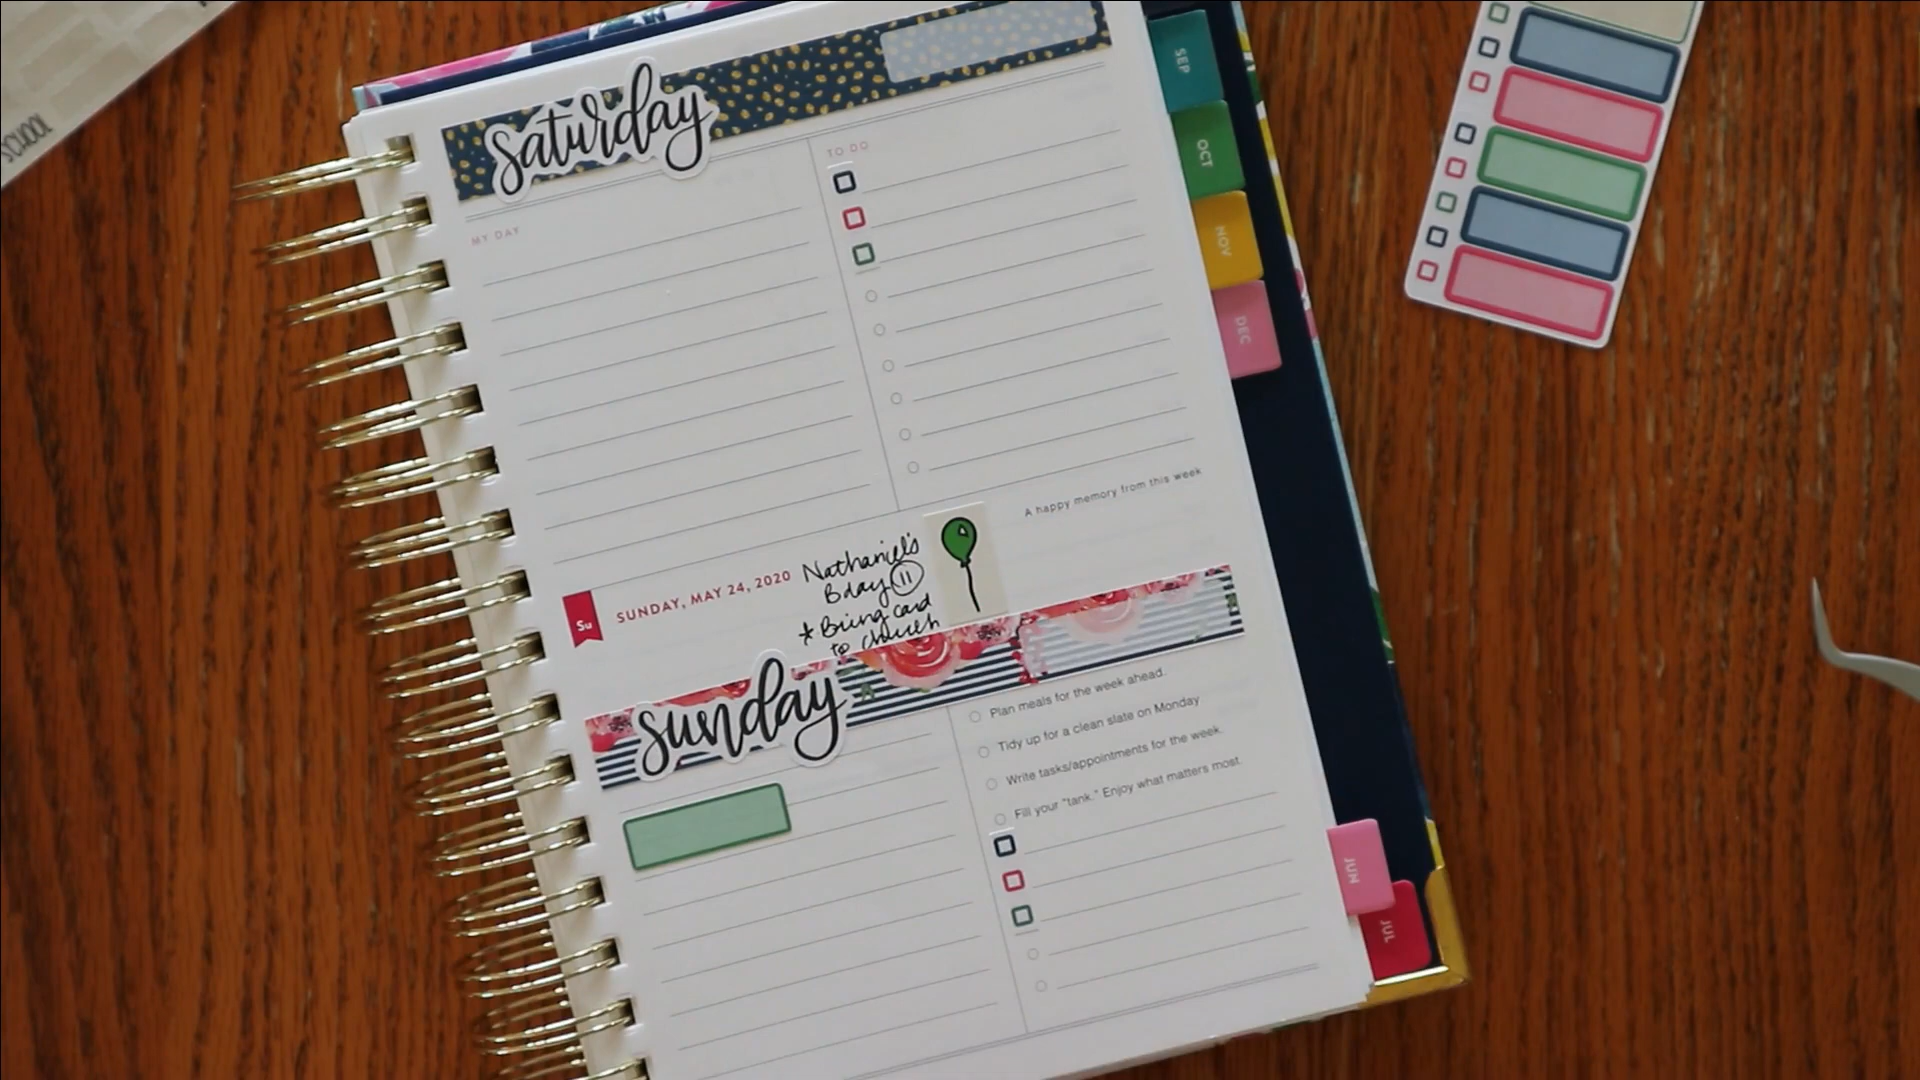 SCHOOL
saturday
MY DAY
TO DO
SEP
OCT
NOV
DEC
A happy memory from this week
Su
SUNDAY, MAY 24, 2020
Nathaniel's
Bday 11
* Bring card
to church
sunday
Plan meals for the week ahead.
Tidy up for a clean slate on Monday
Write tasks/appointments for the week.
Fill your "tank." Enjoy what matters most.
JUN
JUL